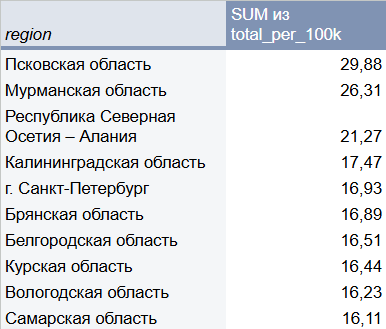 region SUM из
total_per_100k
Псковская область 29,88
Мурманская область 26,31
Республика Северная
Осетия – Алания 21,27
Калининградская область 17,47
г. Санкт-Петербург 16,93
Брянская область 16,89
Белгородская область 16,51
Курская область 16,44
Вологодская область 16,23
Самарская область 16,11